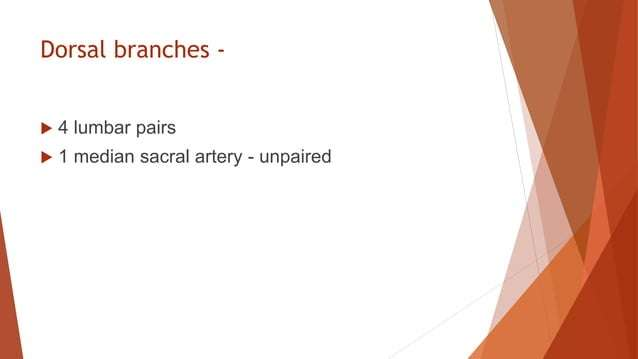 Dorsal branches -
4 lumbar pairs
1 median sacral artery - unpaired